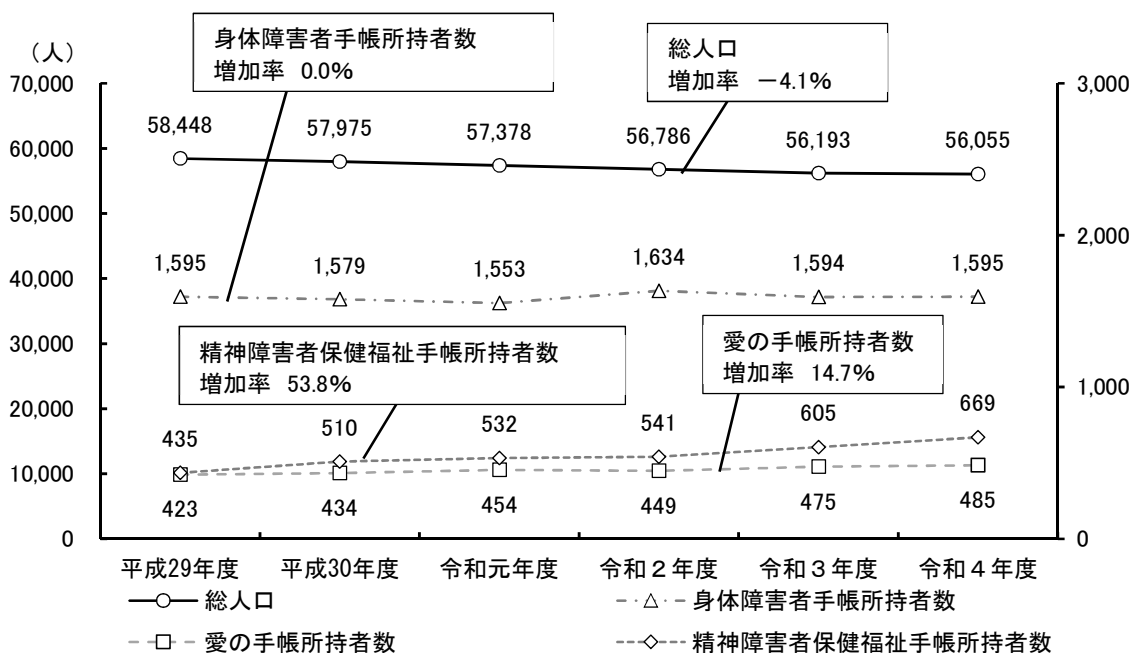 （人）
身体障害者手帳所持者数
増加率　0.0%
総人口
増加率　－4.1%
70,000
60,000
50,000
40,000
30,000
20,000
10,000
0
3,000
2,000
1,000
0
58,448　57,975　57,378　56,786　56,193　56,055
1,595　1,579　1,553　1,634　1,594　1,595
精神障害者保健福祉手帳所持者数
増加率　53.8%
愛の手帳所持者数
増加率　14.7%
435　510　532　541　605　669
423　434　454　449　475　485
平成29年度　平成30年度　令和元年度　令和２年度　令和３年度　令和４年度
総人口　身体障害者手帳所持者数
愛の手帳所持者数　精神障害者保健福祉手帳所持者数